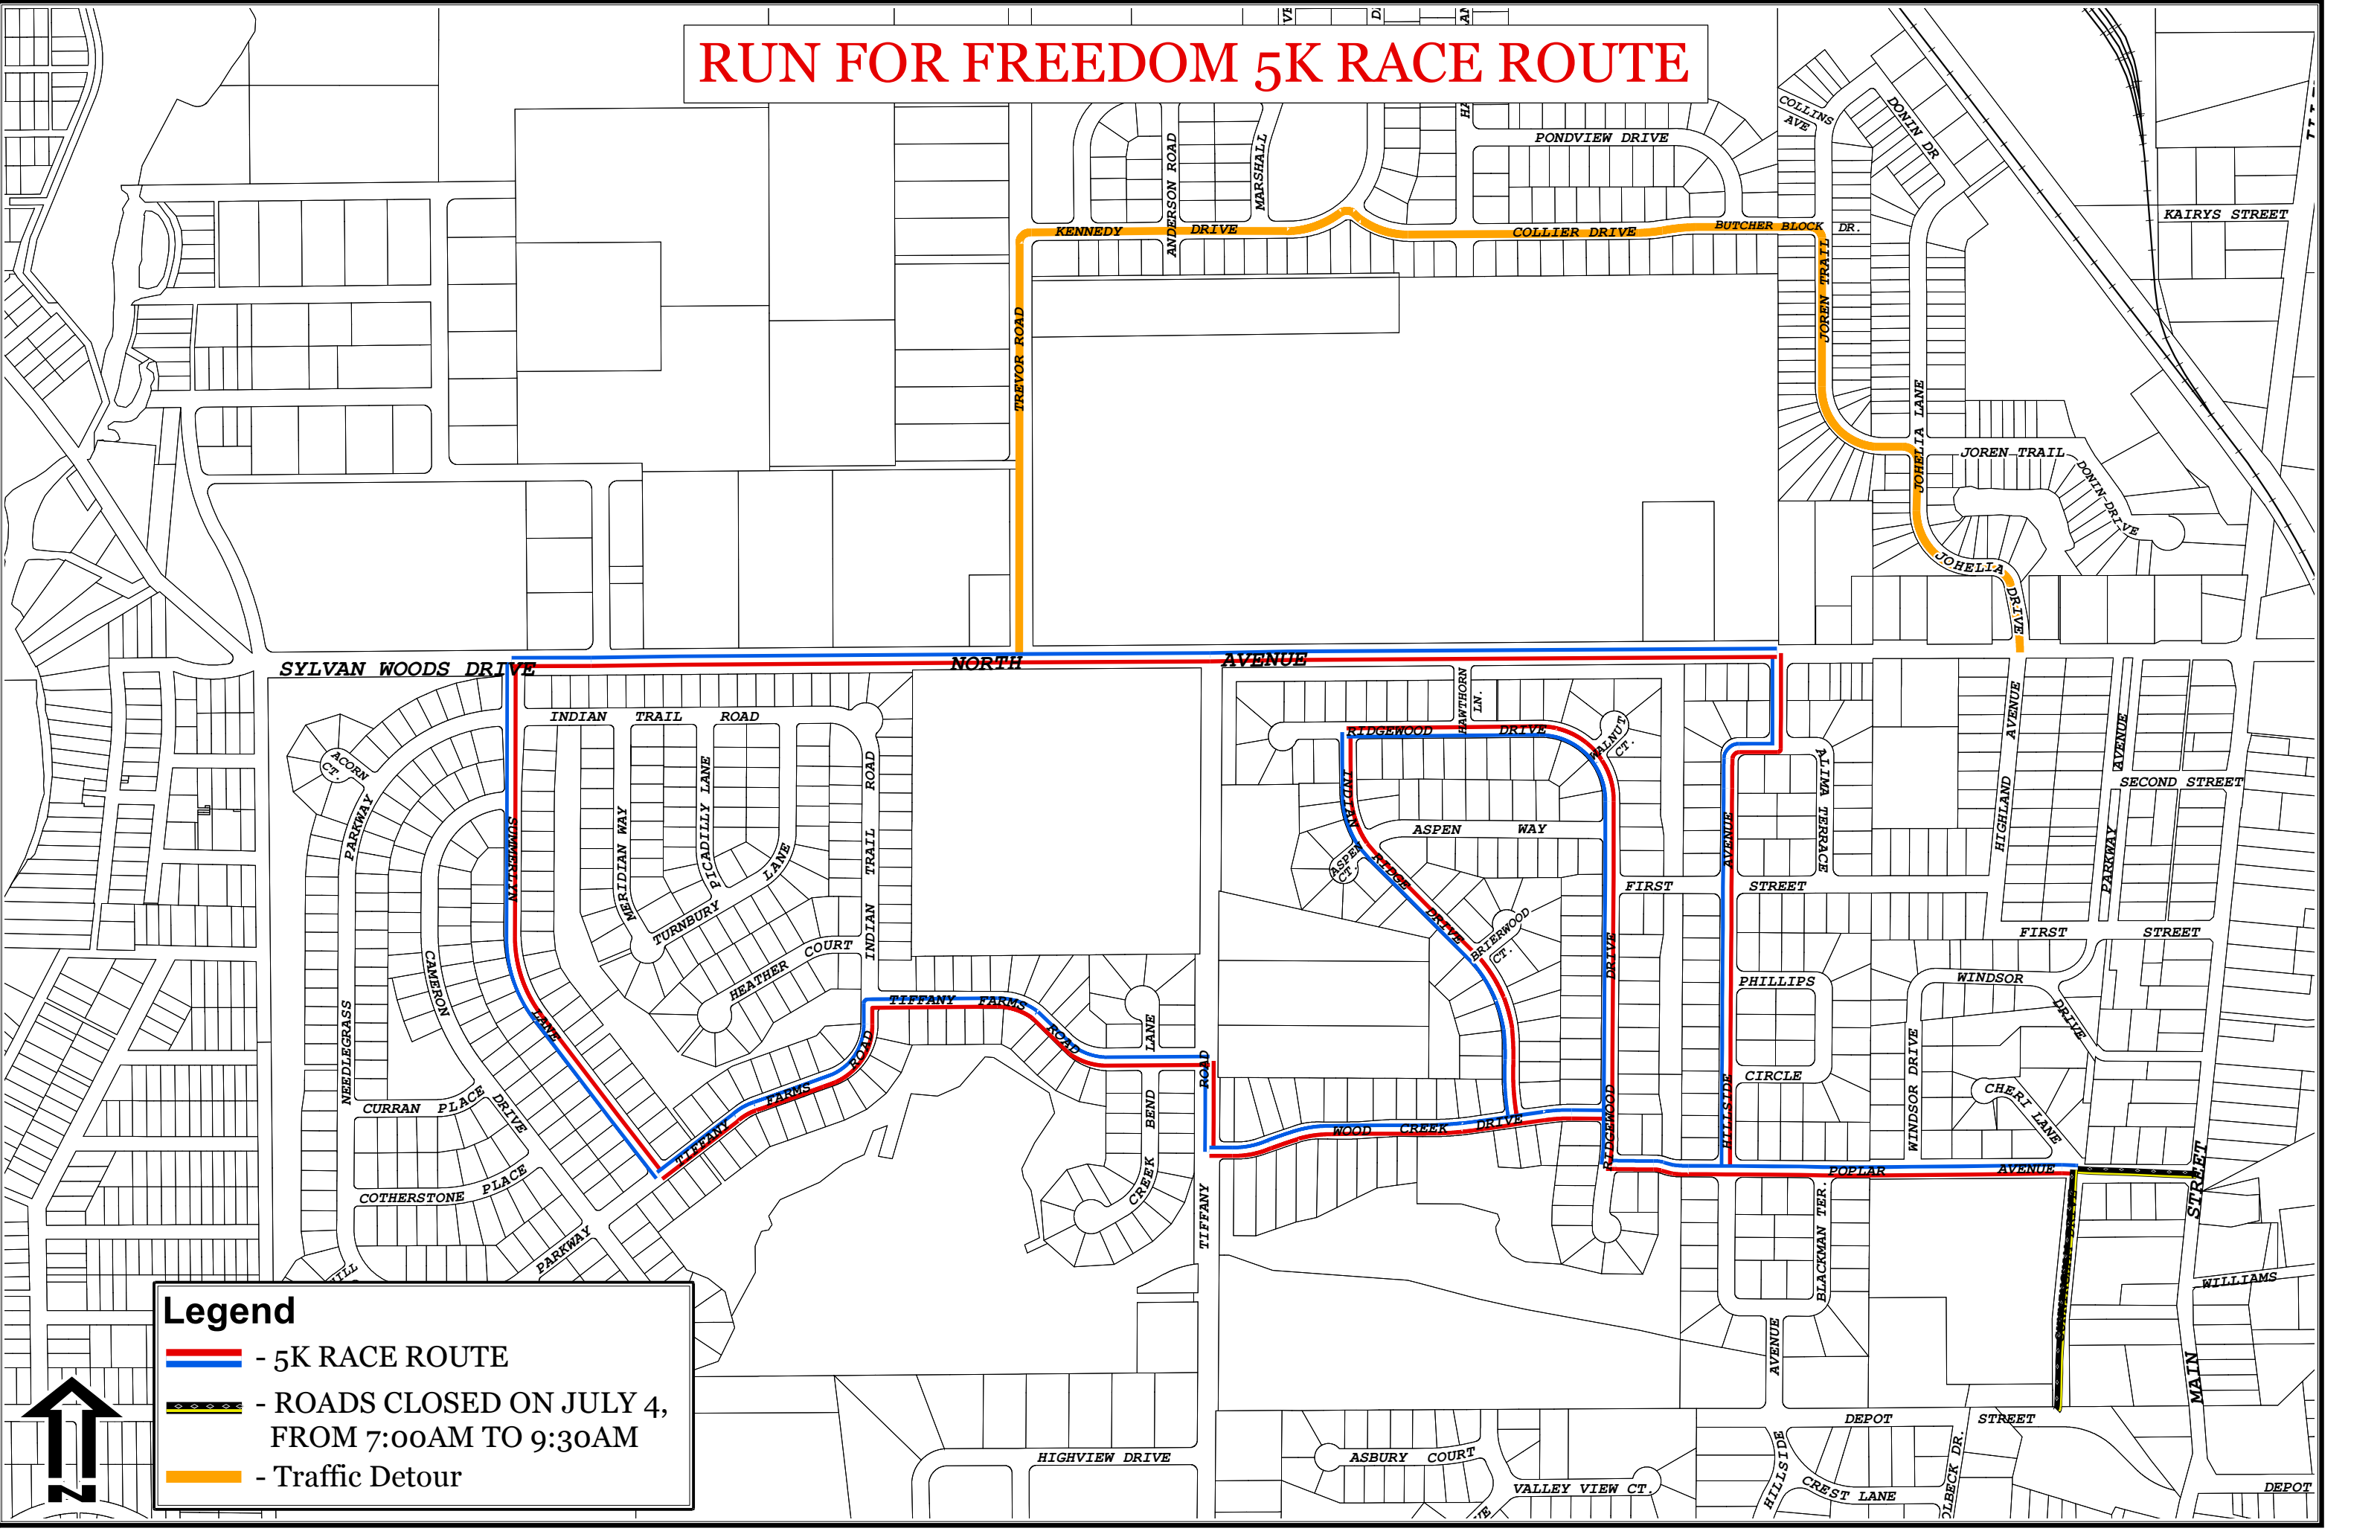 RUN FOR FREEDOM 5K RACE ROUTE
COLLINS
AVE
DONIN DR
PONDVIEW DRIVE
ANDERSON ROAD
MARSHALL
KAIRYS STREET
KENNEDY DRIVE
COLLIER DRIVE
BUTCHER BLOCK DR.
JOREN TRAIL
TREVOR ROAD
JOHELIA LANE
JOREN TRAIL
DONIN DRIVE
JOHELIA DRIVE
SYLVAN WOODS DRIVE
NORTH AVENUE
HAWTHORN
LN.
INDIAN TRAIL ROAD
RIDGEWOOD DRIVE
WALNUT
CT.
ACORN
CT.
HIGHLAND AVENUE
PARKWAY AVENUE
SECOND STREET
NEEDLEGRASS PARKWAY
SUMMERLYN LANE
MERIDIAN WAY
PICADILLY LANE
TURNBURY LANE
INDIAN TRAIL ROAD
INDIAN RIDGE DRIVE
ASPEN WAY
ASPEN
CT.
ALIMA TERRACE
FIRST STREET
BRIERWOOD
CT.
FIRST STREET
HEATHER COURT
CAMERON DRIVE
WINDSOR DRIVE
PHILLIPS
CIRCLE
TIFFANY FARMS ROAD
TIFFANY FARMS ROAD
CREEK BEND LANE
TIFFANY ROAD
RIDGEWOOD DRIVE
HILLSIDE AVENUE
WINDSOR DRIVE
CHERI LANE
CURRAN PLACE
WOOD CREEK DRIVE
COTHERSTONE PLACE
POPLAR AVENUE
MAIN STREET
PARKWAY
BLACKMAN TER.
WILLIAMS
AVENUE
DEPOT STREET
HIGHVIEW DRIVE
ASBURY COURT
VALLEY VIEW CT.
HILLSIDE
CREST LANE
DEPOT
Legend
- 5K RACE ROUTE
- ROADS CLOSED ON JULY 4,
FROM 7:00AM TO 9:30AM
- Traffic Detour
N